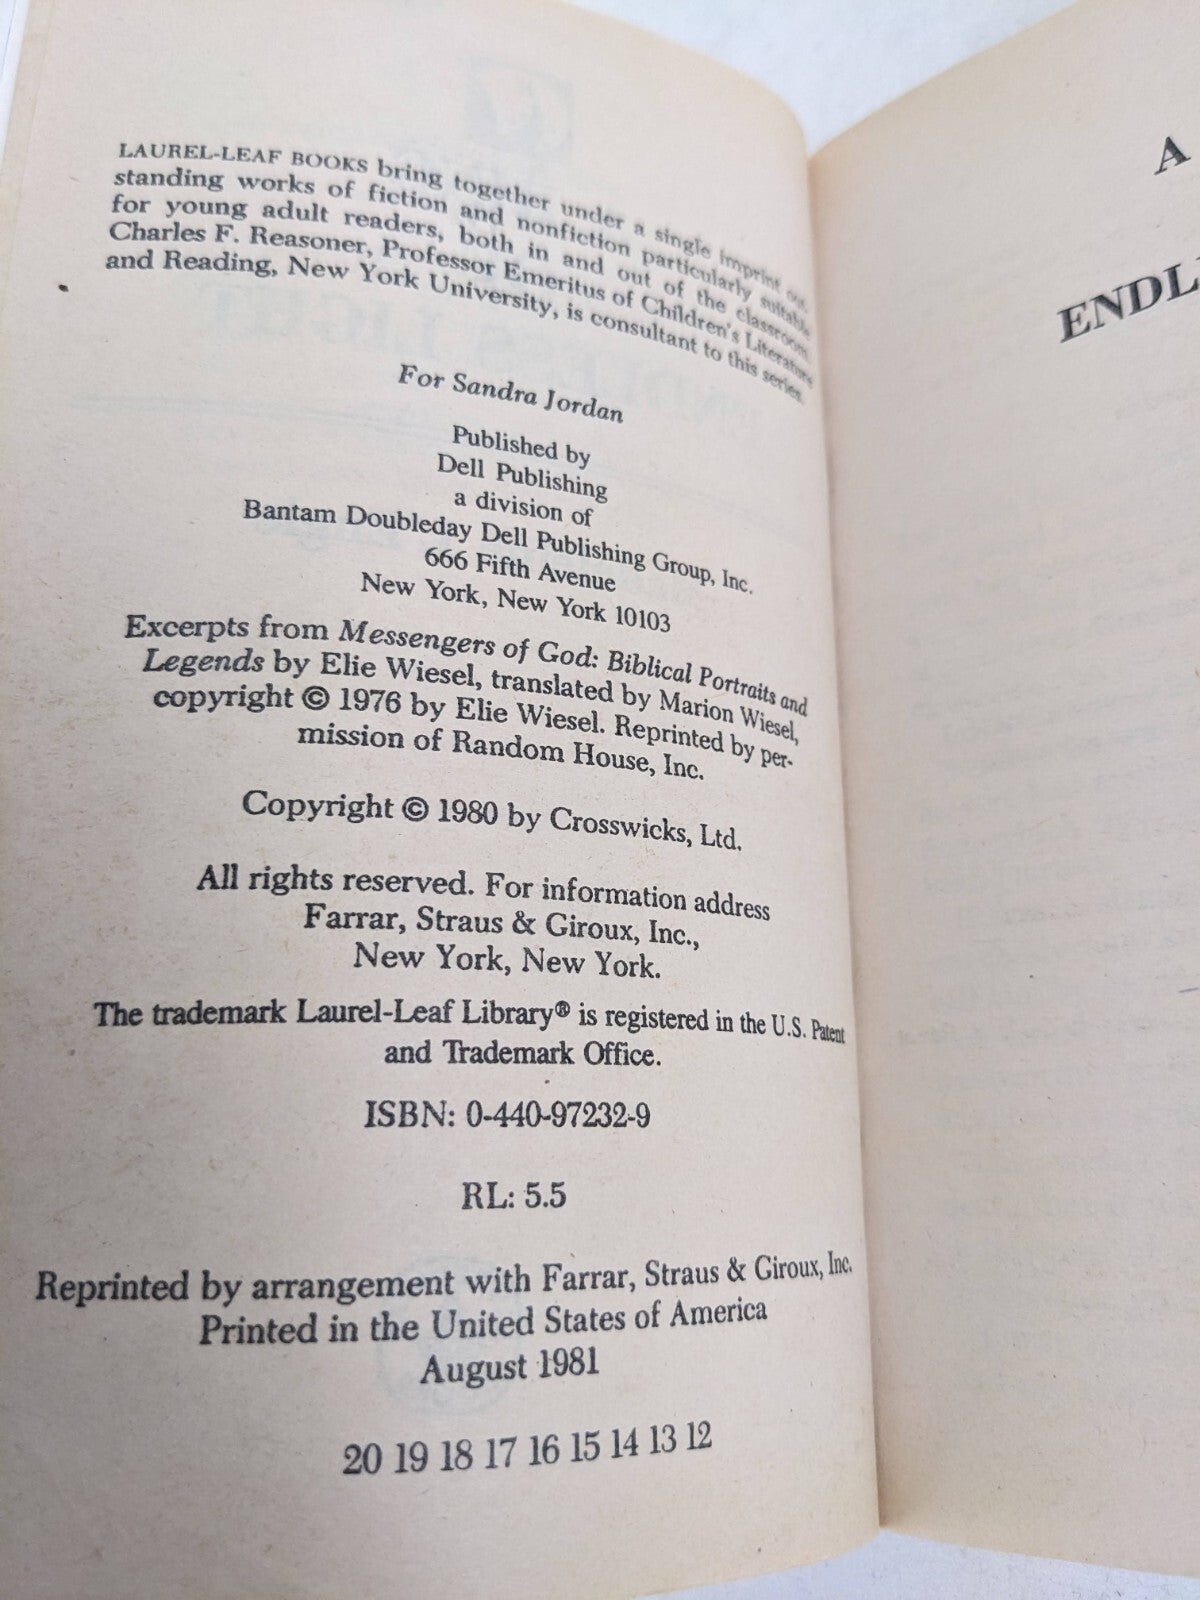 LAUREL-LEAF BOOKS bring together under a single imprint out-
standing works of fiction and nonfiction particularly suitable
for young adult readers, both in and out of the classroom.
Charles F. Reasoner, Professor Emeritus of Children's Literature
and Reading, New York University, is consultant to this series.
For Sandra Jordan
Published by
Dell Publishing
a division of
Bantam Doubleday Dell Publishing Group, Inc.
666 Fifth Avenue
New York, New York 10103
Excerpts from Messengers of God: Biblical Portraits and
Legends by Elie Wiesel, translated by Marion Wiesel,
copyright © 1976 by Elie Wiesel. Reprinted by per-
mission of Random House, Inc.
Copyright © 1980 by Crosswicks, Ltd.
All rights reserved. For information address
Farrar, Straus & Giroux, Inc.,
New York, New York.
The trademark Laurel-Leaf Library® is registered in the U.S. Patent
and Trademark Office.
ISBN: 0-440-97232-9
RL: 5.5
Reprinted by arrangement with Farrar, Straus & Giroux, Inc.
Printed in the United States of America
August 1981
20 19 18 17 16 15 14 13 12
A
ENDL